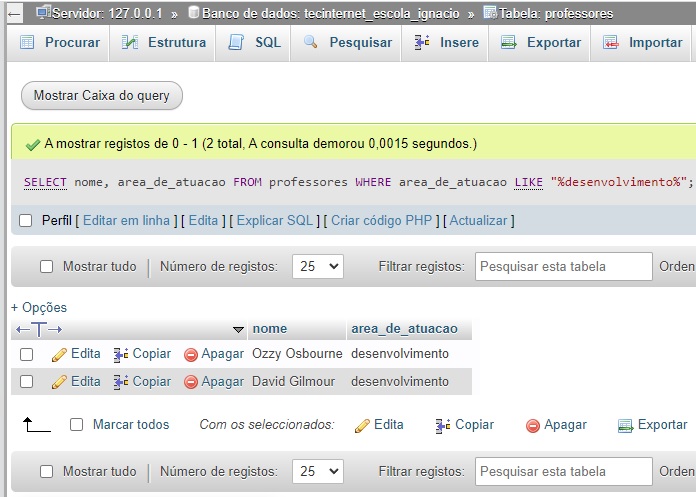 Servidor: 127.0.0.1 » Banco de dados: tecinternet_escola_ignacio » Tabela: professores
Procurar Estrutura SQL Pesquisar Insere Exportar Importar
Mostrar Caixa do query
A mostrar registos de 0 - 1 (2 total, A consulta demorou 0,0015 segundos.)
SELECT nome, area_de_atuacao FROM professores WHERE area_de_atuacao LIKE "%desenvolvimento%";
Perfil [ Editar em linha ] [ Edita ] [ Explicar SQL ] [ Criar código PHP ] [ Actualizar ]
Mostrar tudo Número de registos: 25 Filtrar registos: Pesquisar esta tabela Orden
+ Opções
nome area_de_atuacao
Edita Copiar Apagar Ozzy Osbourne desenvolvimento
Edita Copiar Apagar David Gilmour desenvolvimento
Marcar todos Com os seleccionados: Edita Copiar Apagar Exportar
Mostrar tudo Número de registos: 25 Filtrar registos: Pesquisar esta tabela Orden